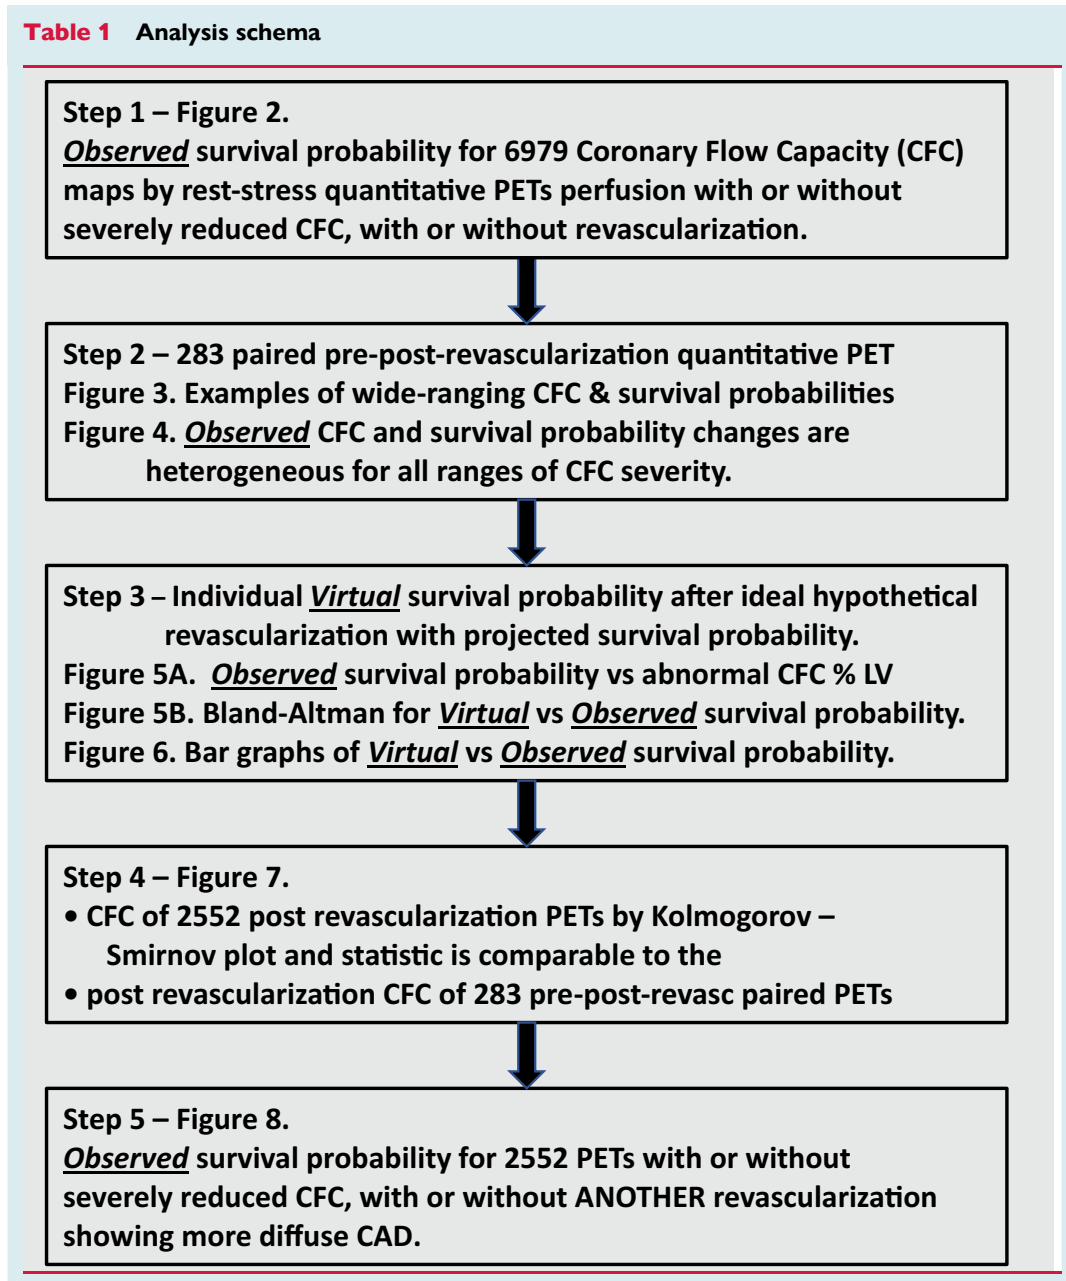 Table 1 Analysis schema
Step 1 – Figure 2.
Observed survival probability for 6979 Coronary Flow Capacity (CFC)
maps by rest-stress quantitative PETs perfusion with or without
severely reduced CFC, with or without revascularization.
Step 2 – 283 paired pre-post-revascularization quantitative PET
Figure 3. Examples of wide-ranging CFC & survival probabilities
Figure 4. Observed CFC and survival probability changes are
heterogeneous for all ranges of CFC severity.
Step 3 – Individual Virtual survival probability after ideal hypothetical
revascularization with projected survival probability.
Figure 5A. Observed survival probability vs abnormal CFC % LV
Figure 5B. Bland-Altman for Virtual vs Observed survival probability.
Figure 6. Bar graphs of Virtual vs Observed survival probability.
Step 4 – Figure 7.
• CFC of 2552 post revascularization PETs by Kolmogorov –
Smirnov plot and statistic is comparable to the
• post revascularization CFC of 283 pre-post-revasc paired PETs
Step 5 – Figure 8.
Observed survival probability for 2552 PETs with or without
severely reduced CFC, with or without ANOTHER revascularization
showing more diffuse CAD.